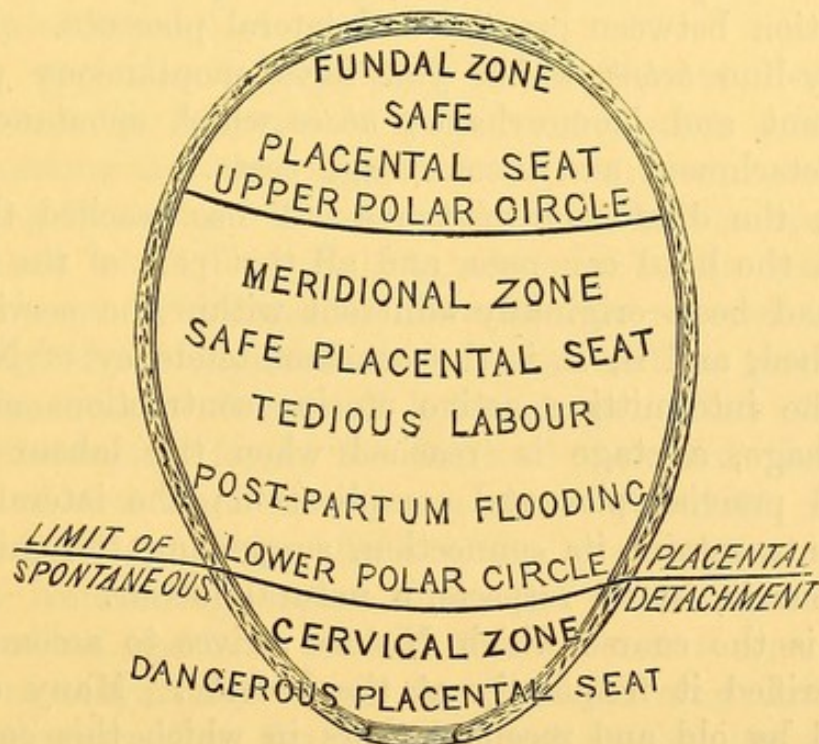 FUNDAL ZONE
SAFE
PLACENTAL SEAT
UPPER POLAR CIRCLE
MERIDIONAL ZONE
SAFE PLACENTAL SEAT
TEDIOUS LABOUR
POST-PARTUM FLOODING
LIMIT OF
SPONTANEOUS
LOWER POLAR CIRCLE
PLACENTAL
DETACHMENT
CERVICAL ZONE
DANGEROUS PLACENTAL SEAT